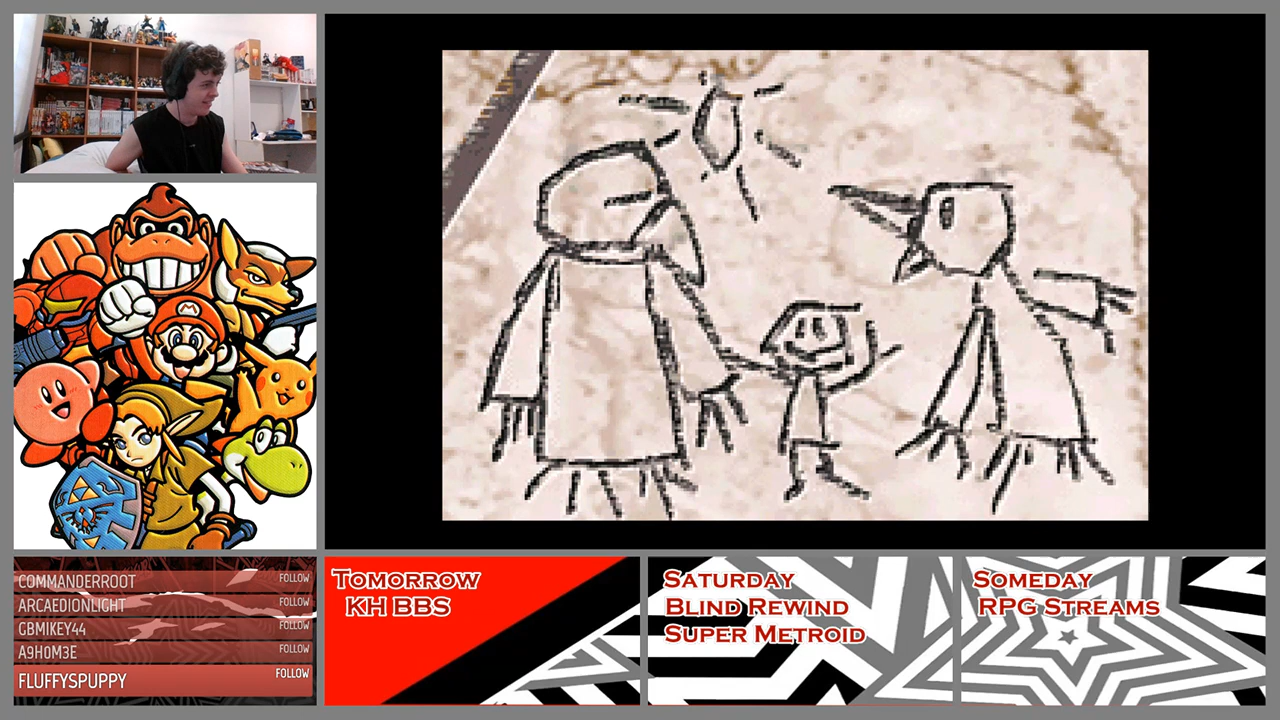 COMMANDERROOT FOLLOW
ARCAEDIONLIGHT FOLLOW
GBMIKEY44 FOLLOW
A9H0M3E FOLLOW
FLUFFYSPUPPY FOLLOW
Tomorrow
KH BBS
Saturday
Blind Rewind
Super Metroid
Someday
RPG Streams
M